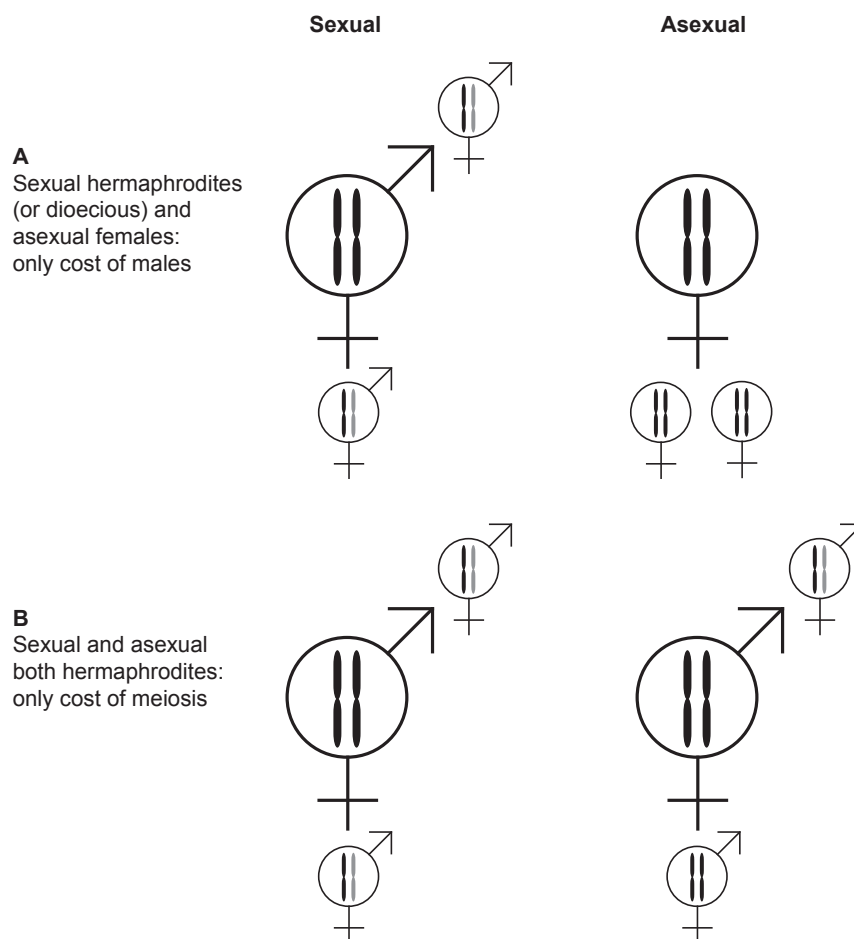 Sexual
Asexual
A
Sexual hermaphrodites
(or dioecious) and
asexual females:
only cost of males
B
Sexual and asexual
both hermaphrodites:
only cost of meiosis